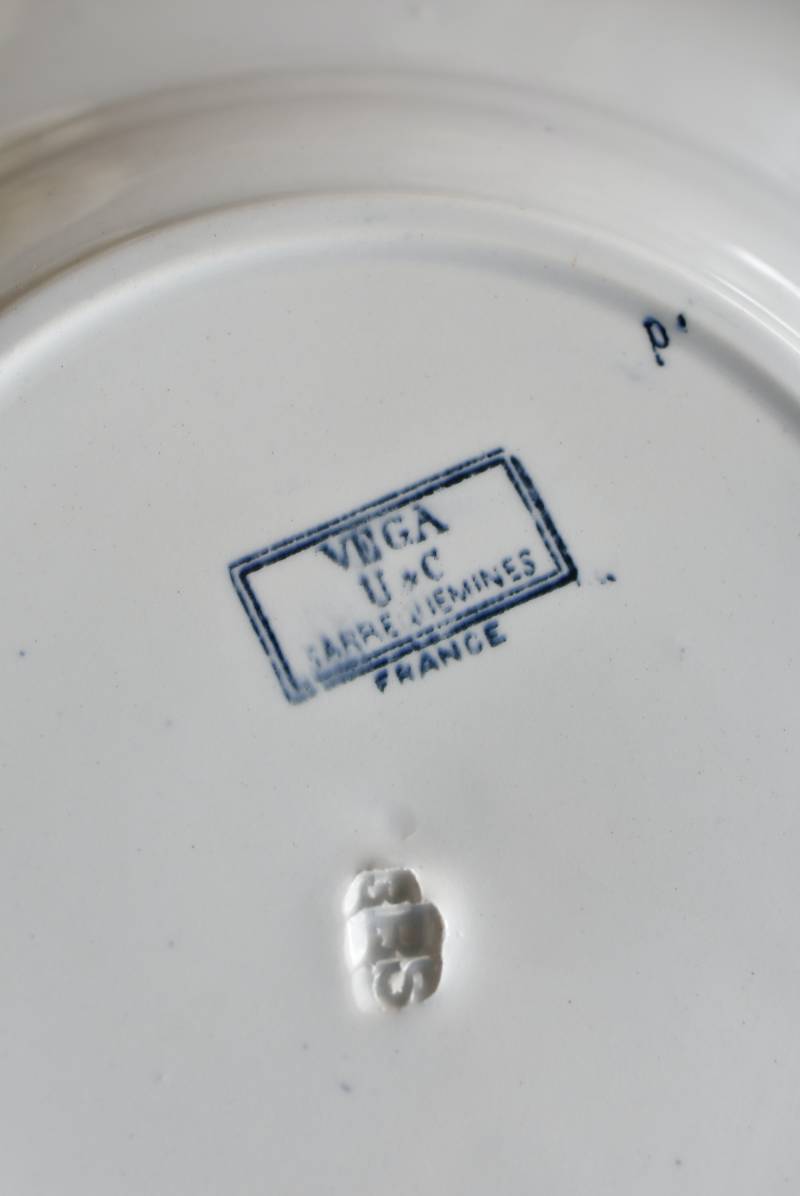 p.
VEGA
U & C
SARREGUEMINES
FRANCE